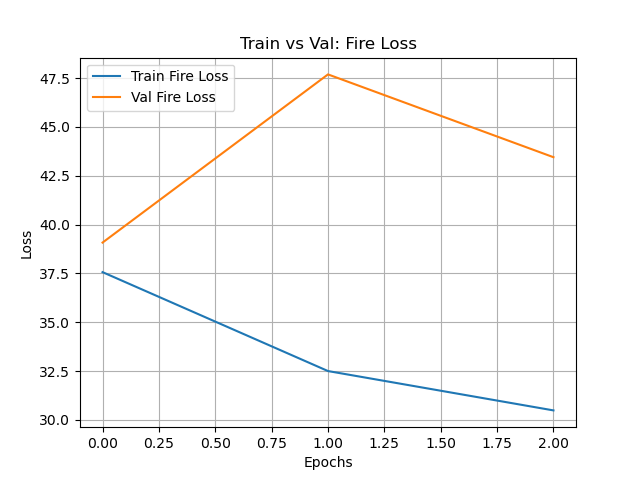 Train vs Val: Fire Loss
Train Fire Loss
Val Fire Loss
47.5
45.0
42.5
40.0
37.5
35.0
32.5
30.0
Loss
0.00 0.25 0.50 0.75 1.00 1.25 1.50 1.75 2.00
Epochs